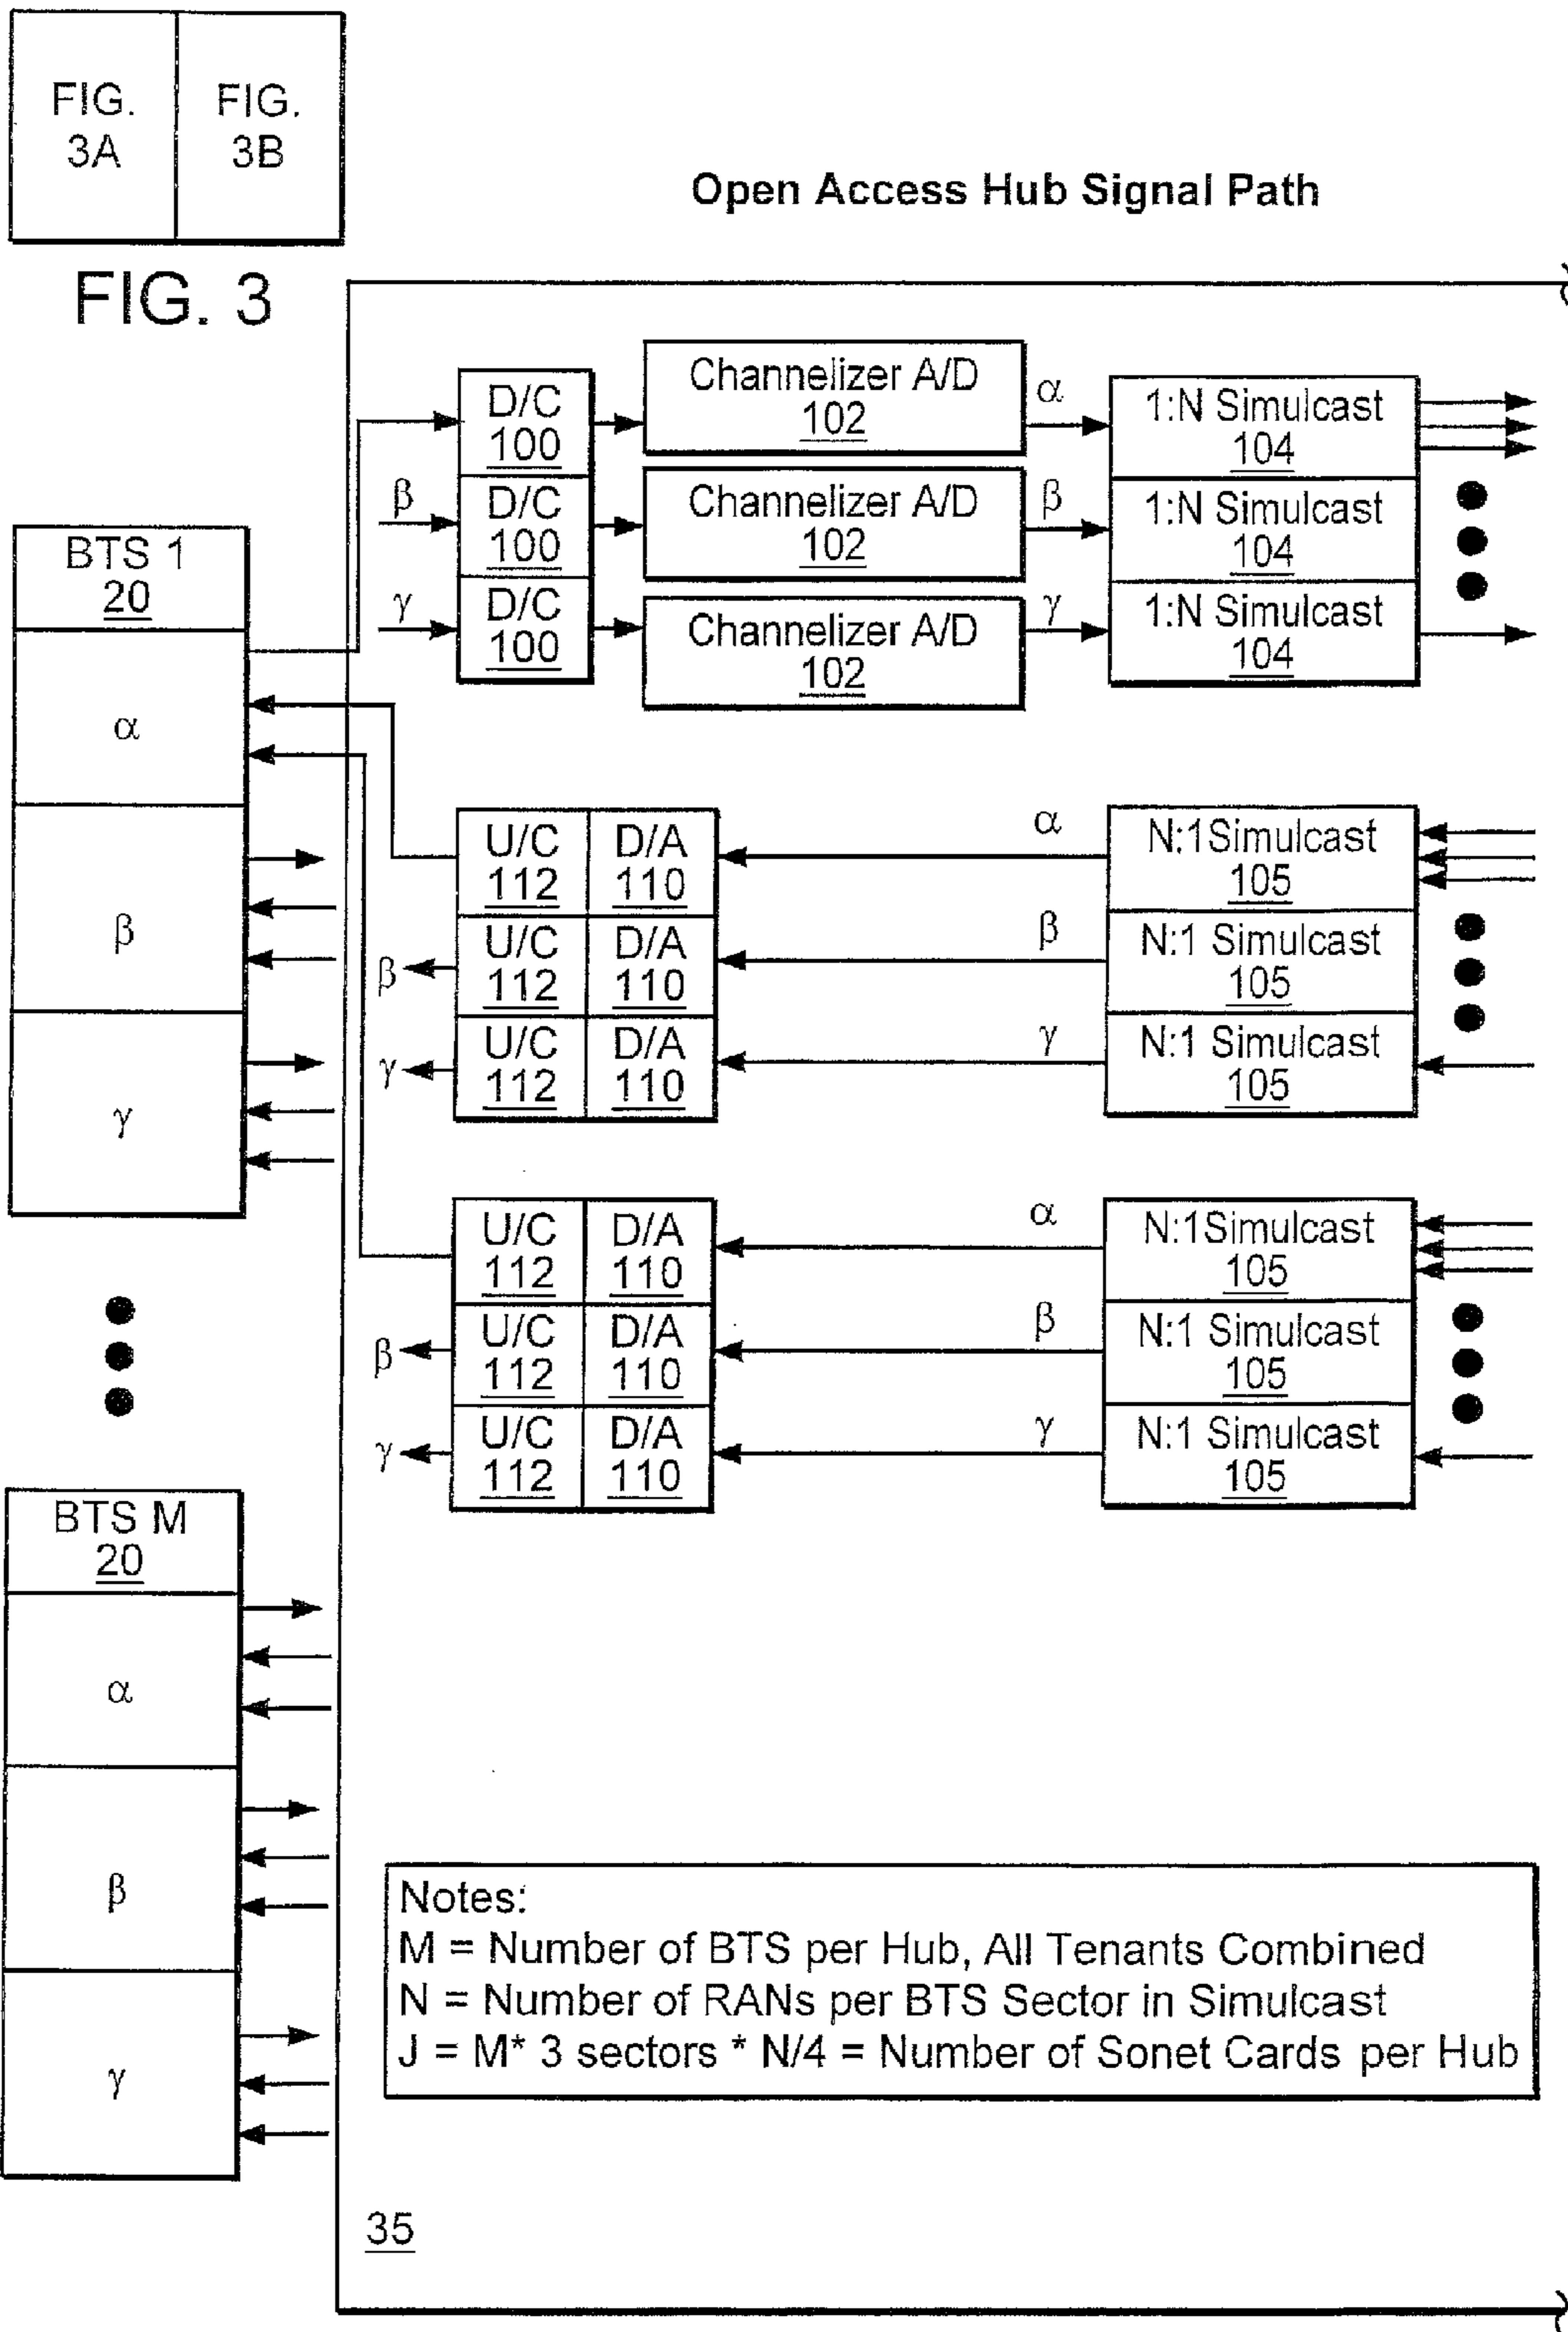 FIG. 3A
FIG. 3B
FIG. 3
Open Access Hub Signal Path
D/C
100
Channelizer A/D
102
α
1:N Simulcast
104
β
D/C
100
Channelizer A/D
102
β
1:N Simulcast
104
γ
D/C
100
Channelizer A/D
102
γ
1:N Simulcast
104
BTS 1
20
α
β
γ
U/C
112
D/A
110
α
N:1Simulcast
105
β
U/C
112
D/A
110
β
N:1 Simulcast
105
γ
U/C
112
D/A
110
γ
N:1 Simulcast
105
U/C
112
D/A
110
α
N:1Simulcast
105
β
U/C
112
D/A
110
β
N:1 Simulcast
105
γ
U/C
112
D/A
110
γ
N:1 Simulcast
105
BTS M
20
α
β
γ
Notes:
M = Number of BTS per Hub, All Tenants Combined
N = Number of RANs per BTS Sector in Simulcast
J = M* 3 sectors * N/4 = Number of Sonet Cards per Hub
35